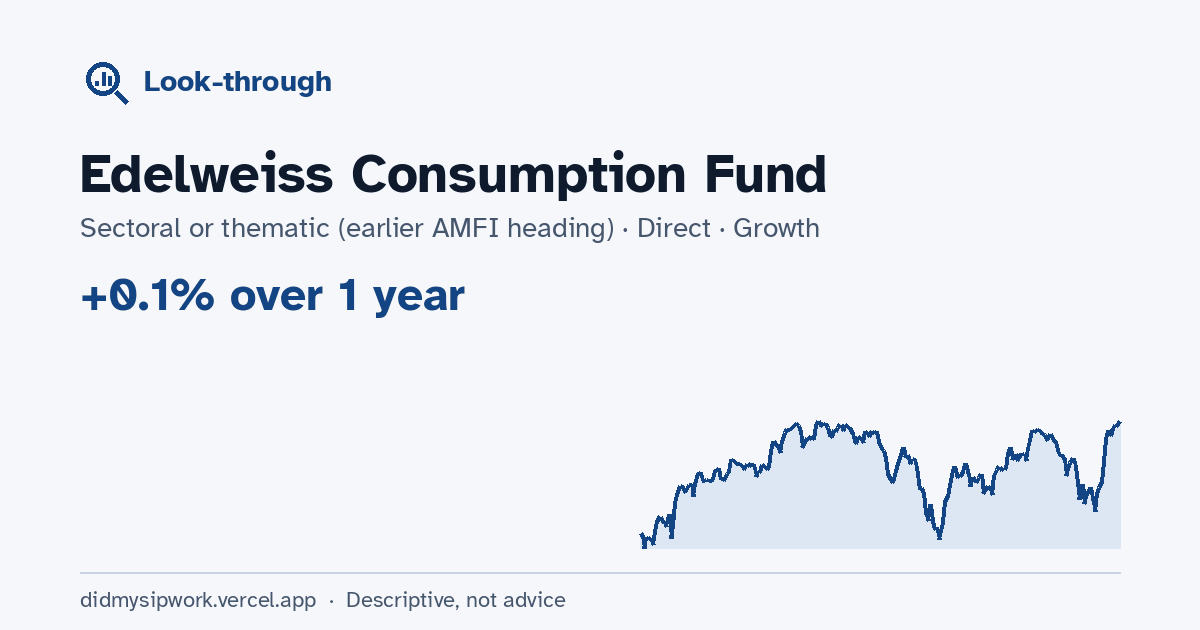 Look-through
Edelweiss Consumption Fund
Sectoral or thematic (earlier AMFI heading) · Direct · Growth
+0.1% over 1 year
didmysipwork.vercel.app · Descriptive, not advice